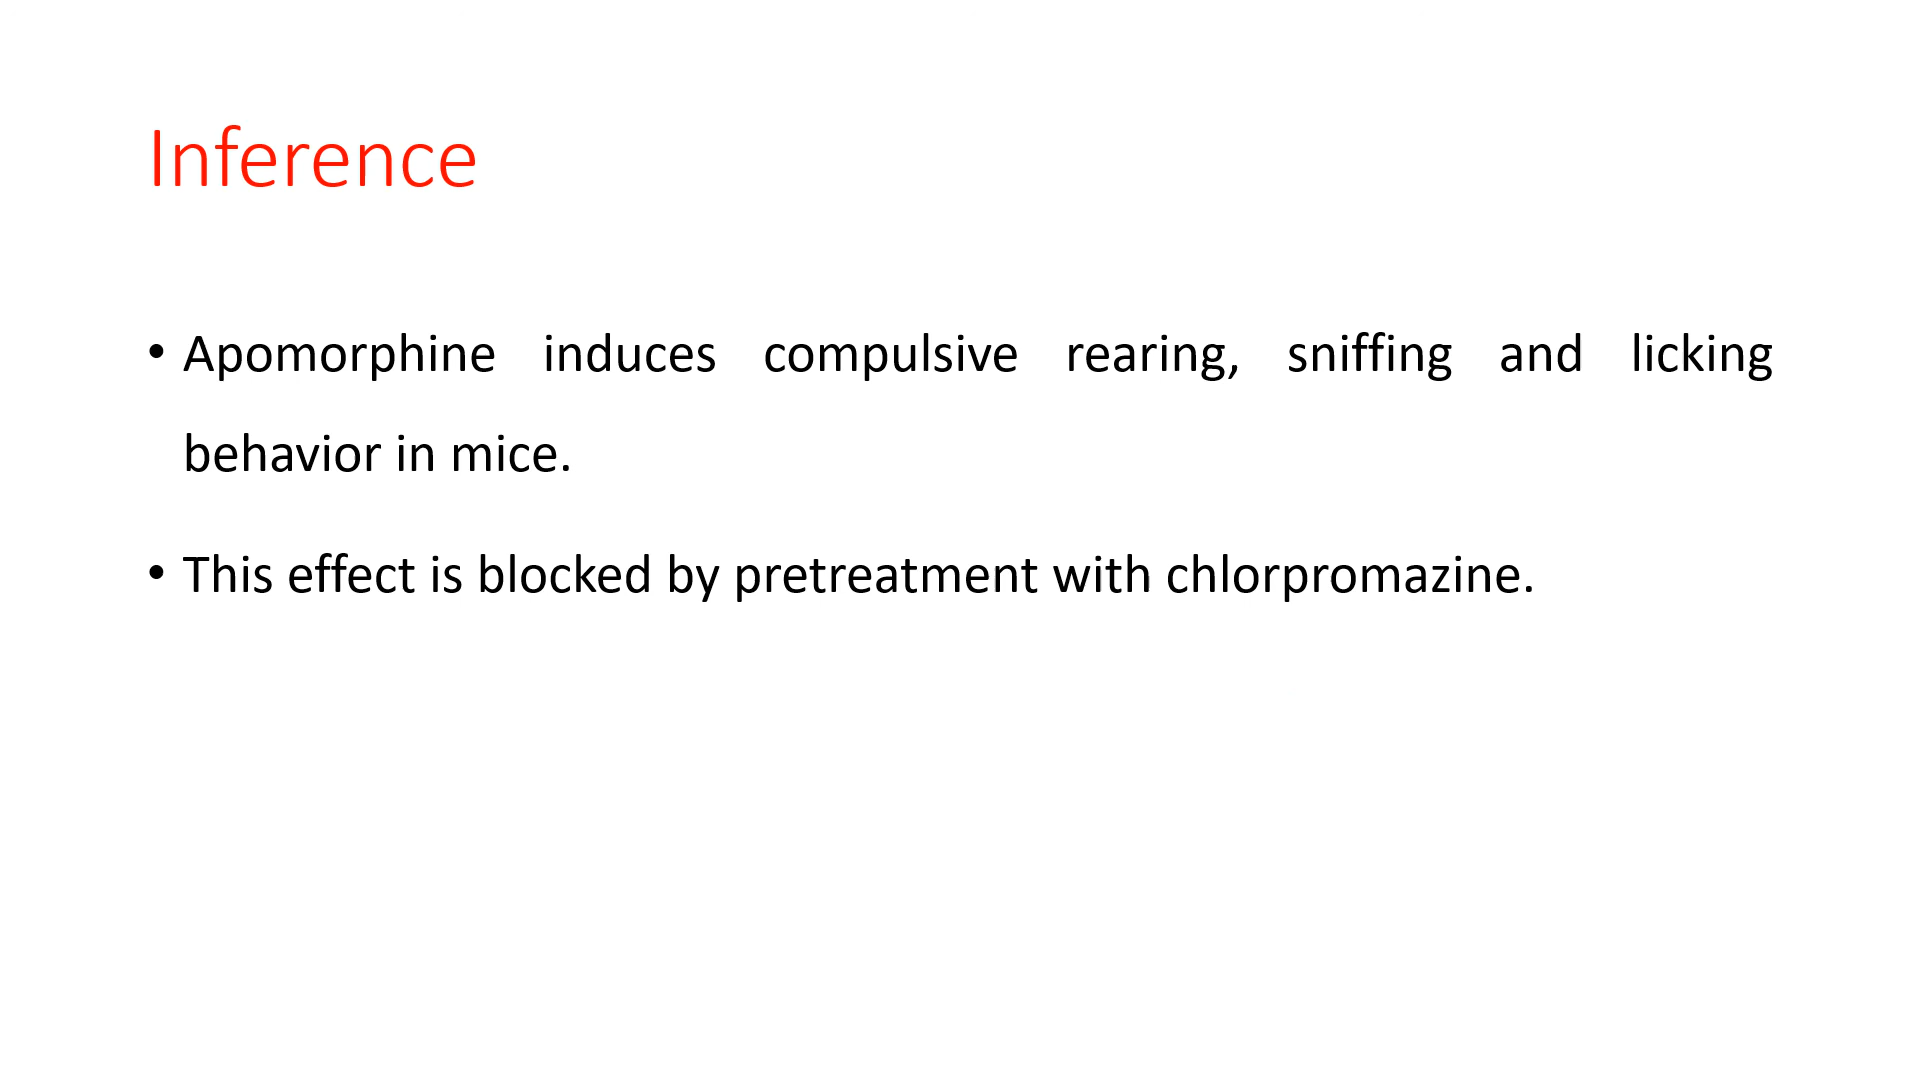 Inference
• Apomorphine induces compulsive rearing, sniffing and licking
behavior in mice.
• This effect is blocked by pretreatment with chlorpromazine.